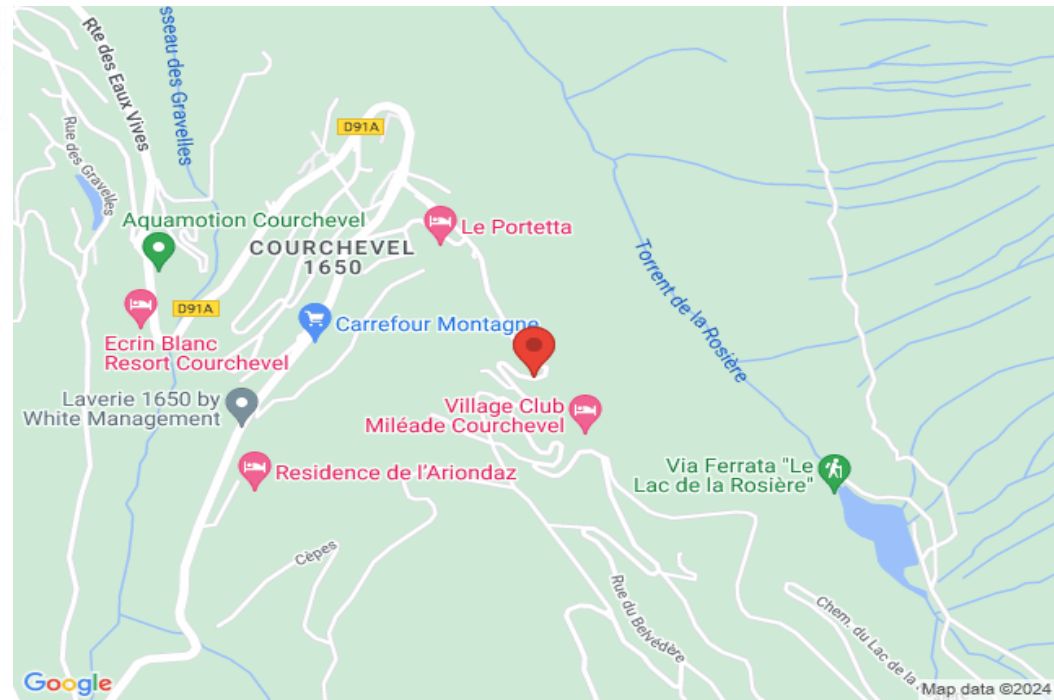 sseau des Gravelles
Rte des Eaux Vives
Rue des Gravelles
D91A
Aquamotion Courchevel
COURCHEVEL
1650
Le Portetta
D91A
Ecrin Blanc
Resort Courchevel
Carrefour Montagne
Torrent de la Rosière
Laverie 1650 by
White Management
Village Club
Miléade Courchevel
Residence de l'Ariondaz
Via Ferrata "Le
Lac de la Rosière"
Cèpes
Rue du Belvédère
Chem. du Lac de la
Google
Map data ©2024